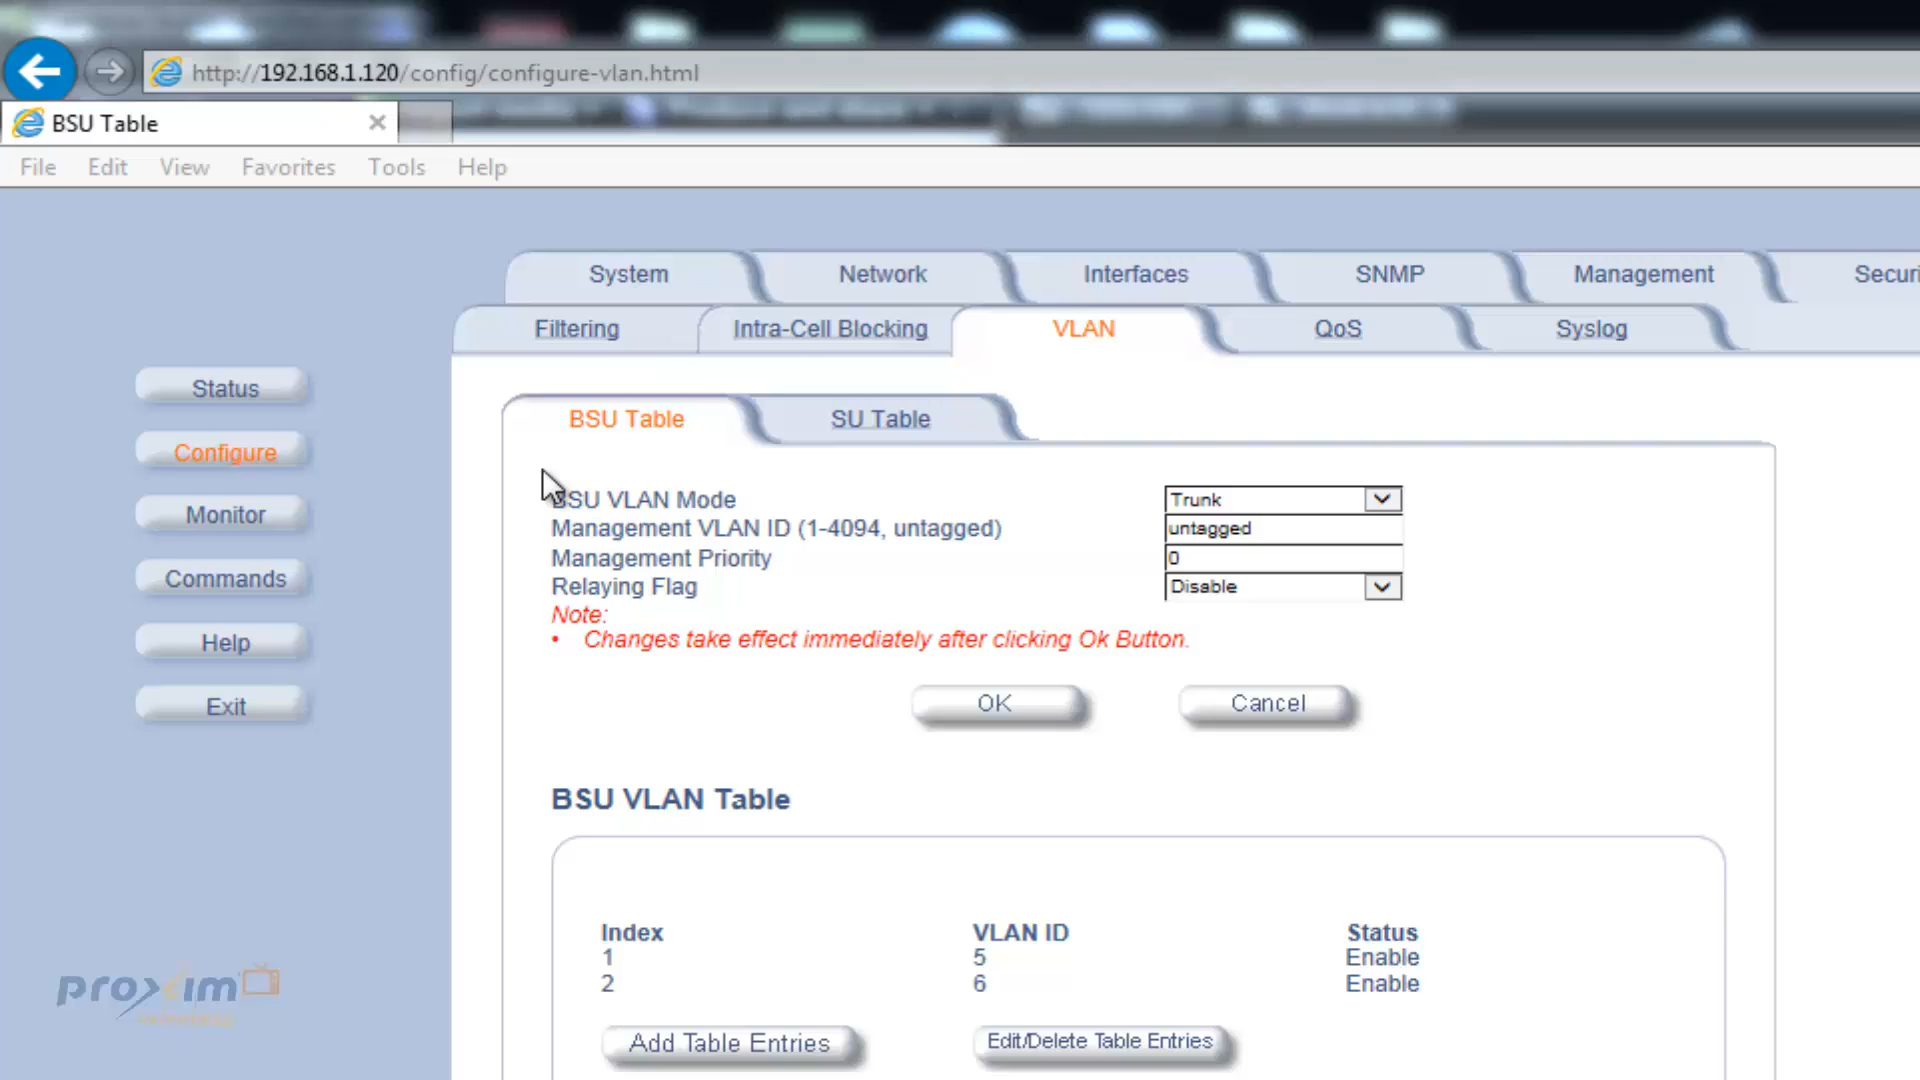 http://192.168.1.120/config/configure-vlan.html
BSU Table
File Edit View Favorites Tools Help
System Network Interfaces SNMP Management Securi
Filtering Intra-Cell Blocking VLAN QoS Syslog
Status
Configure
Monitor
Commands
Help
Exit
BSU Table SU Table
BSU VLAN Mode Trunk
Management VLAN ID (1-4094, untagged) untagged
Management Priority 0
Relaying Flag Disable
Note:
• Changes take effect immediately after clicking Ok Button.
OK Cancel
BSU VLAN Table
Index VLAN ID Status
1 5 Enable
2 6 Enable
Add Table Entries Edit/Delete Table Entries
proxim